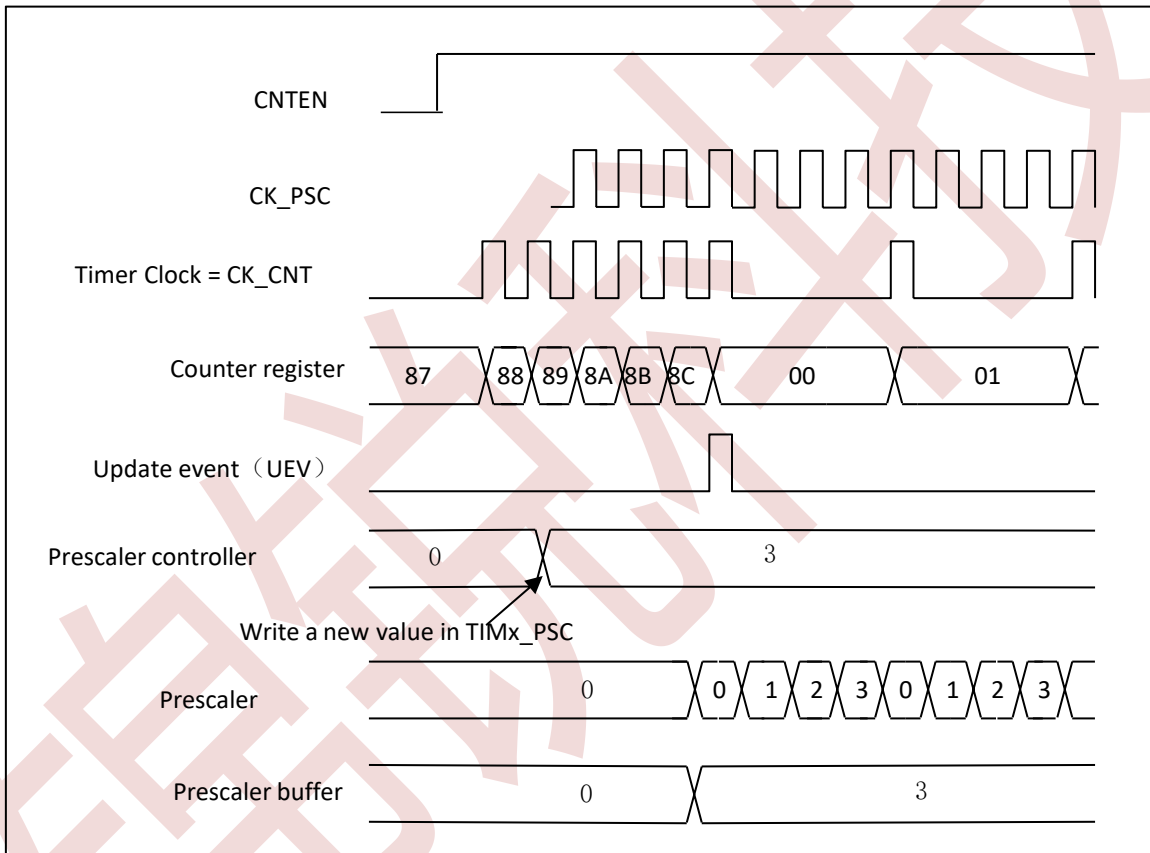 CNTEN
CK_PSC
Timer Clock = CK_CNT
Counter register 87 88 89 8A 8B 8C 00 01
Update event（UEV）
Prescaler controller 0 3
Write a new value in TIMx_PSC
Prescaler 0 0 1 2 3 0 1 2 3
Prescaler buffer 0 3